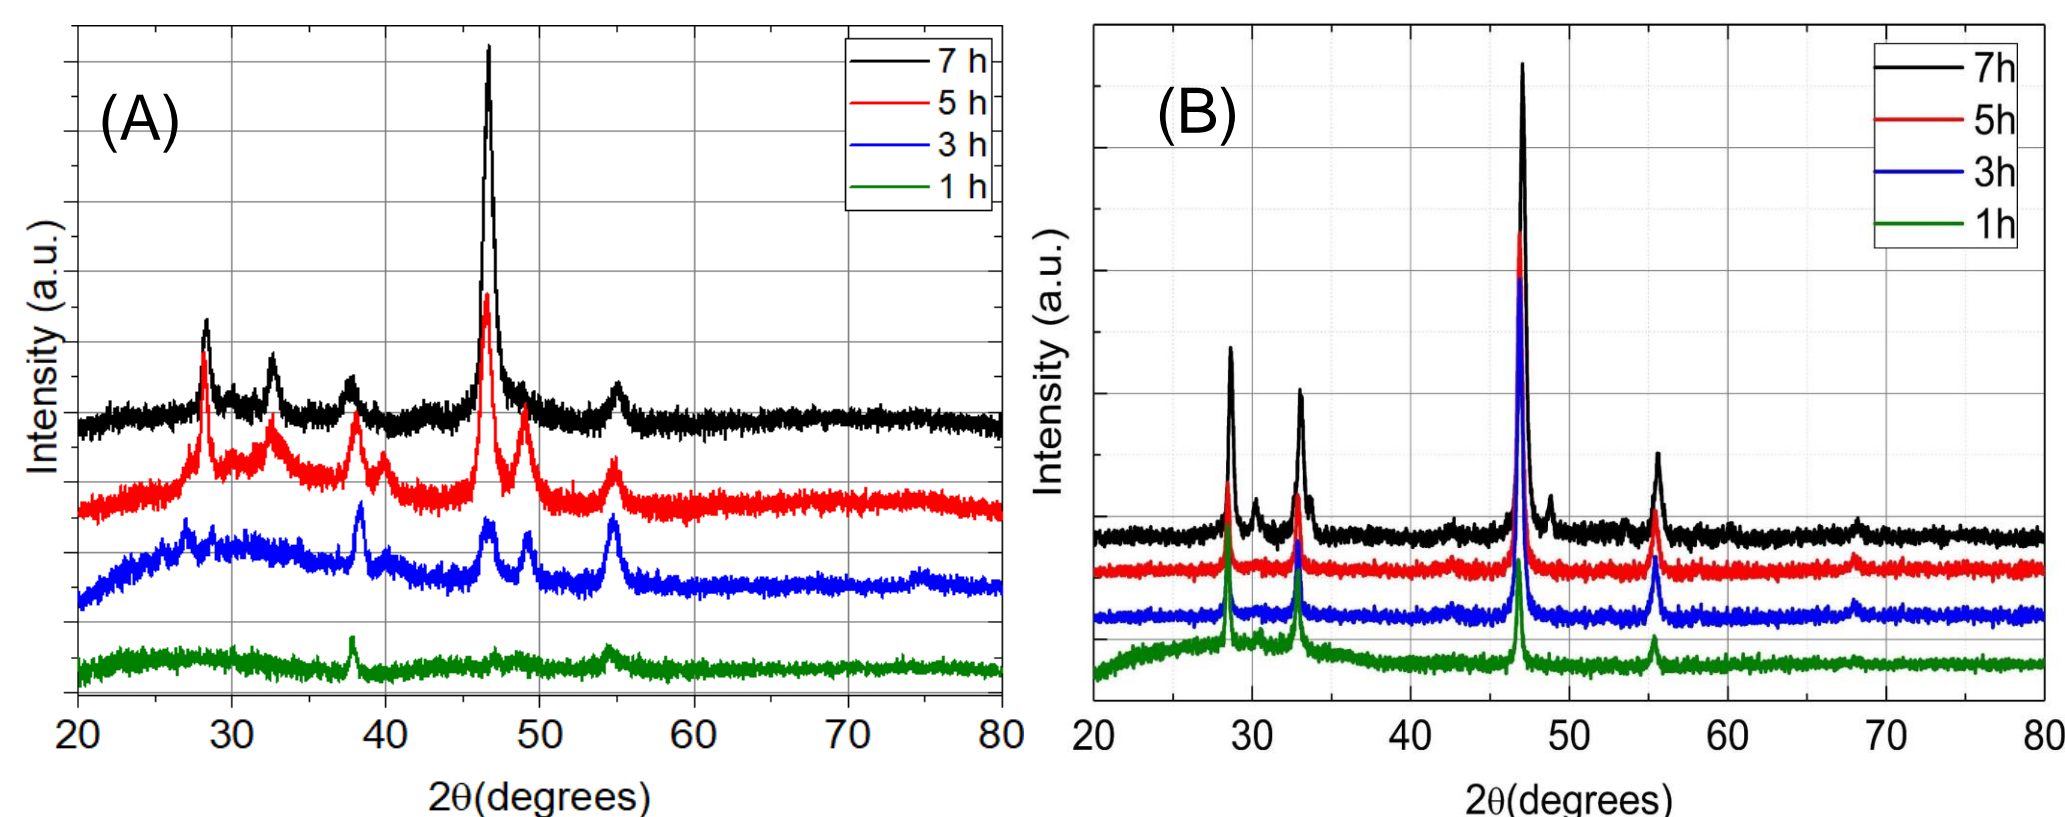 (A)
7 h
5 h
3 h
1 h
Intensity (a.u.)
20 30 40 50 60 70 80
2θ(degrees)
(B)
7h
5h
3h
1h
Intensity (a.u.)
20 30 40 50 60 70 80
2θ(degrees)